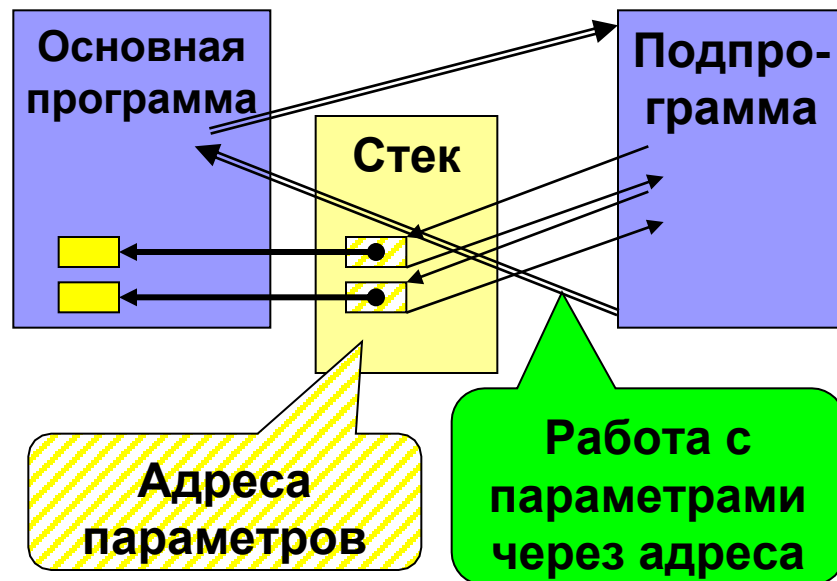 Основная
программа
Подпро-
грамма
Стек
Адреса
параметров
Работа с
параметрами
через адреса